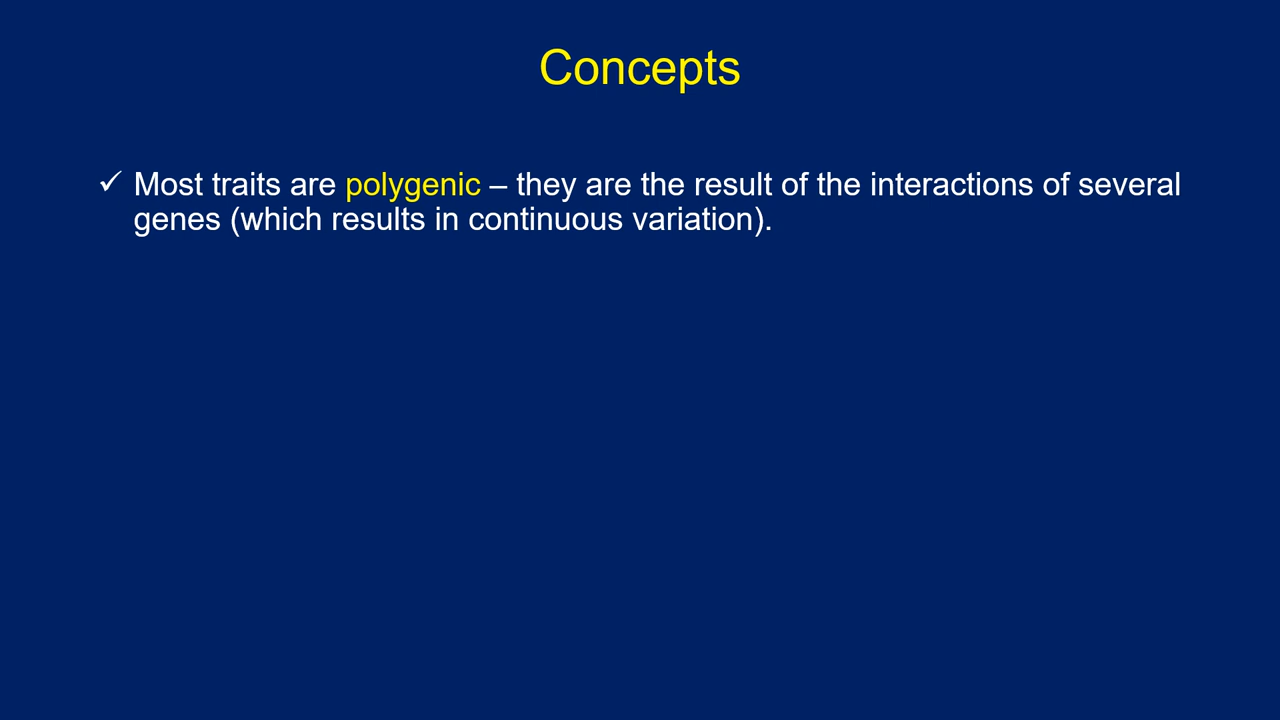 Concepts
✓ Most traits are polygenic – they are the result of the interactions of several
genes (which results in continuous variation).